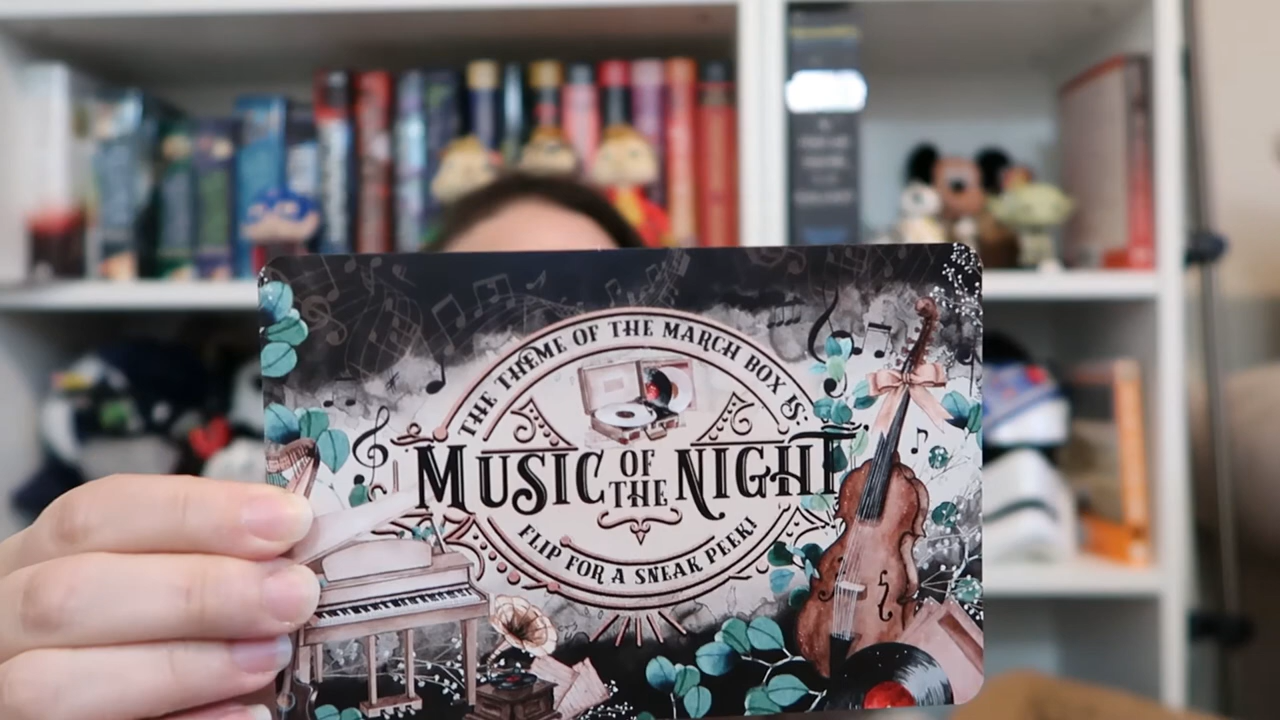 THE THEME OF THE MARCH BOX IS:
MUSIC OF THE NIGHT
FLIP FOR A SNEAK PEEK!